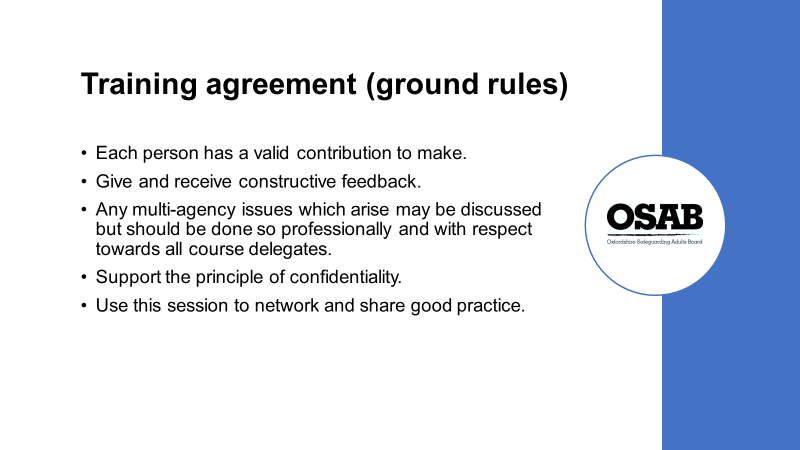 Training agreement (ground rules)
• Each person has a valid contribution to make.
• Give and receive constructive feedback.
• Any multi-agency issues which arise may be discussed
but should be done so professionally and with respect
towards all course delegates.
• Support the principle of confidentiality.
• Use this session to network and share good practice.
OSAB
Oxfordshire Safeguarding Adults Board